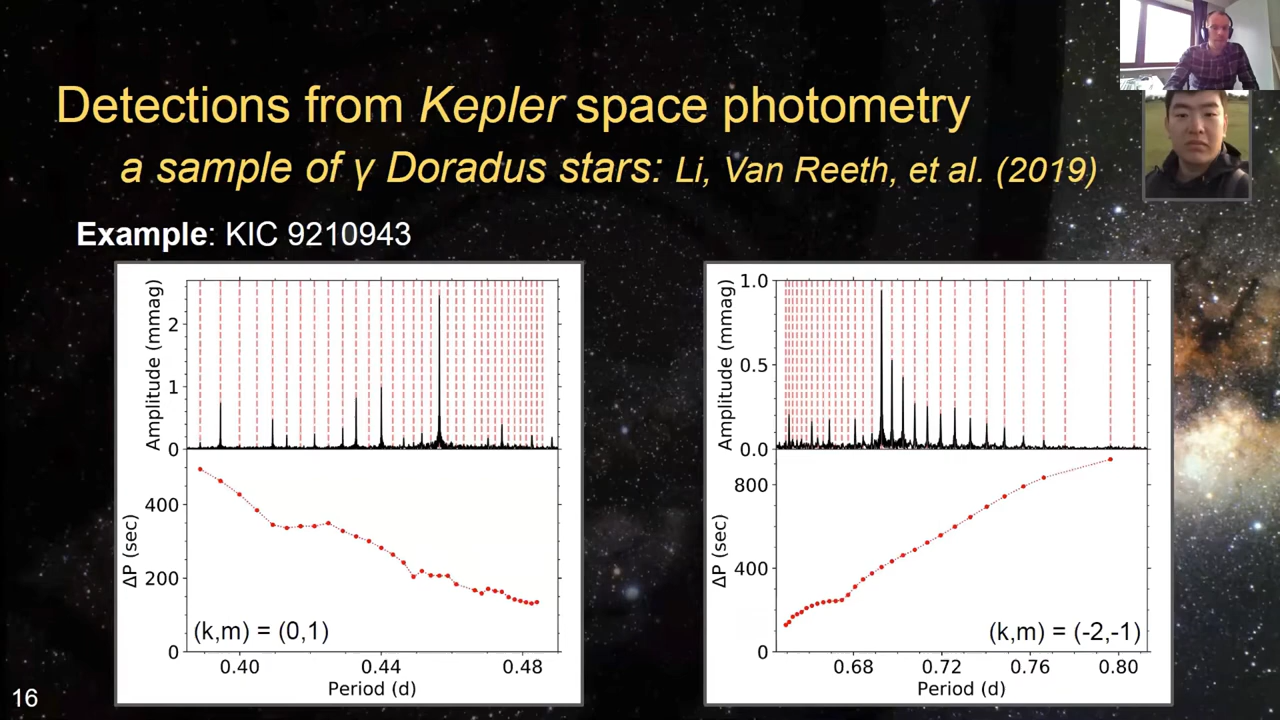 Detections from Kepler space photometry
a sample of γ Doradus stars: Li, Van Reeth, et al. (2019)
Example: KIC 9210943
Amplitude (mmag)
2
1
0
ΔP (sec)
400
200
0
(k,m) = (0,1)
0.40 0.44 0.48
Period (d)
Amplitude (mmag)
1.0
0.5
0.0
ΔP (sec)
800
400
0
(k,m) = (-2,-1)
0.68 0.72 0.76 0.80
Period (d)
16